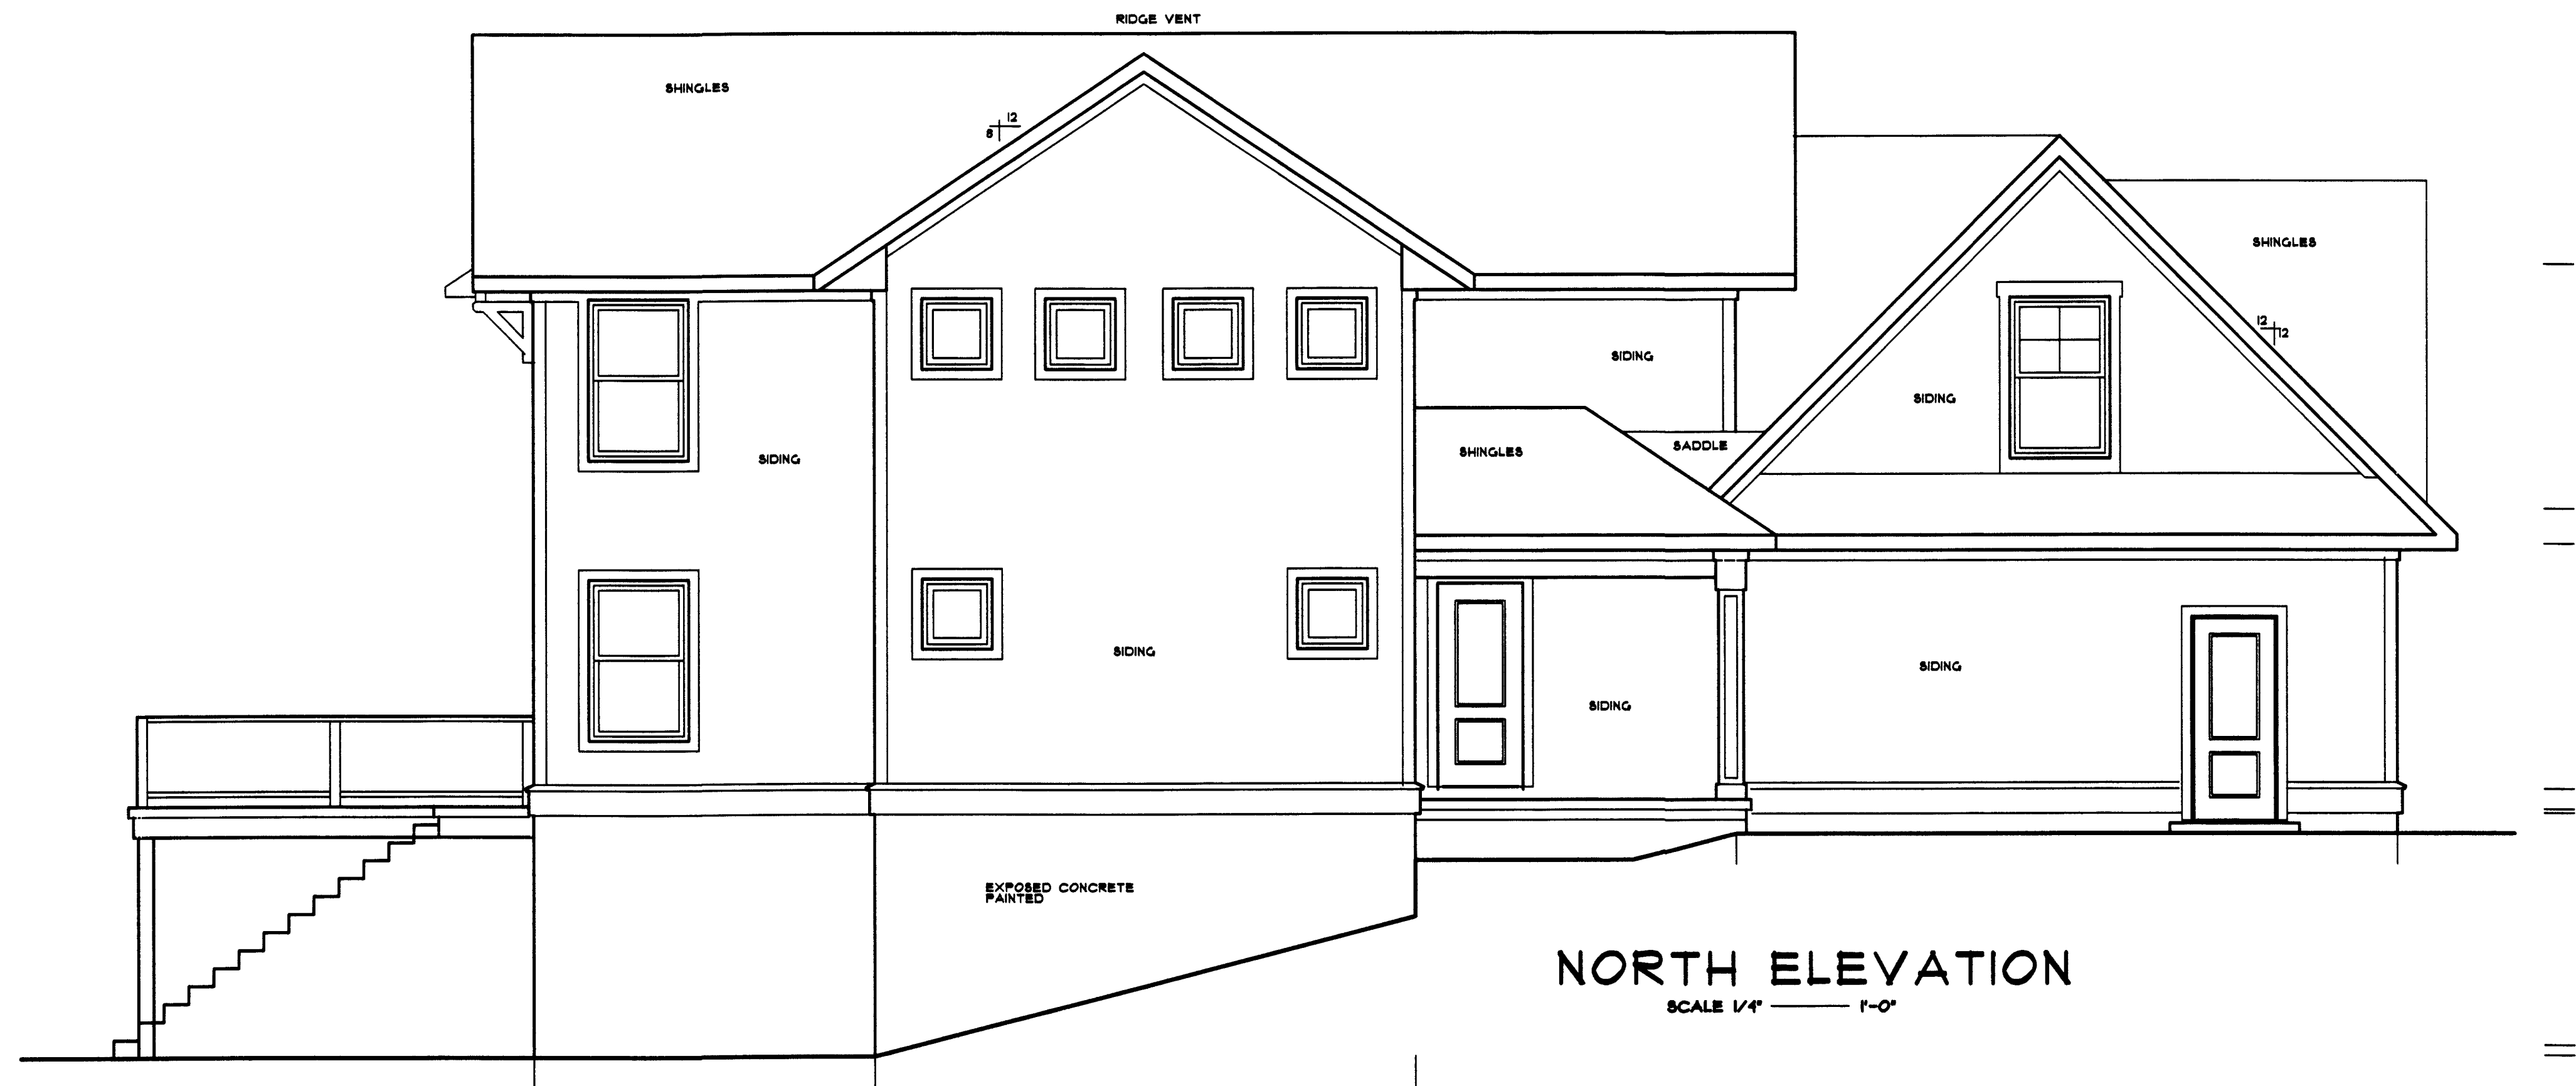 RIDGE VENT
SHINGLES
12
8
SHINGLES
12
12
SIDING
SIDING
SHINGLES
SADDLE
SIDING
SIDING
SIDING
SIDING
EXPOSED CONCRETE
PAINTED
NORTH ELEVATION
SCALE 1/4" 1'-0"